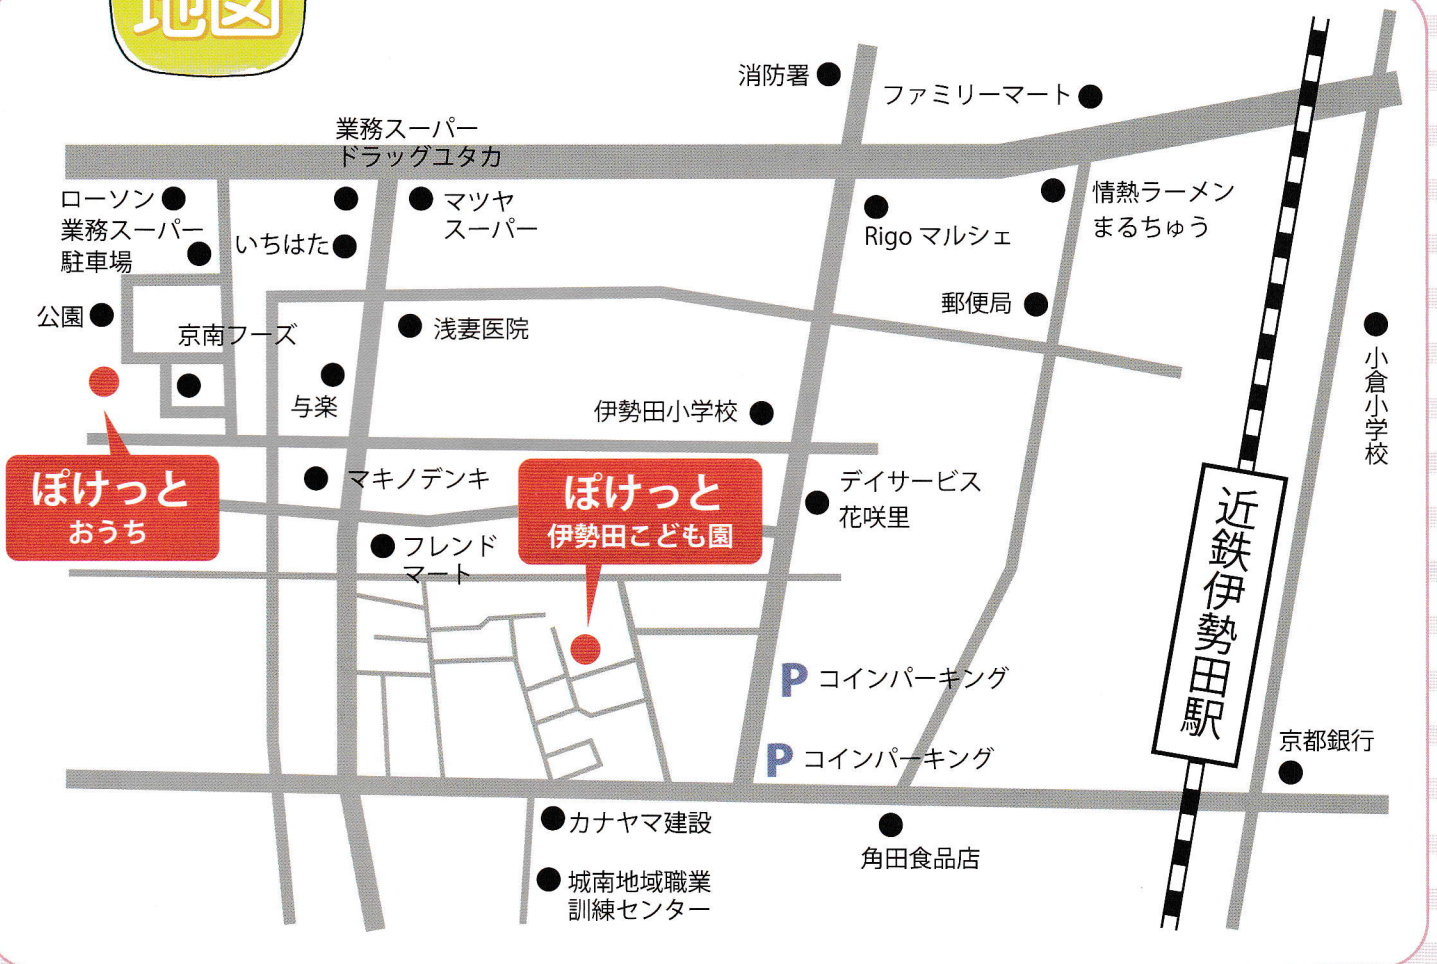 地図
消防署
ファミリーマート
業務スーパー
ドラッグユタカ
ローソン
業務スーパー
駐車場
いちはた
マツヤ
スーパー
Rigo マルシェ
情熱ラーメン
まるちゅう
公園
京南フーズ
浅妻医院
郵便局
小倉小学校
与楽
伊勢田小学校
ぽけっと
おうち
マキノデンキ
ぽけっと
伊勢田こども園
デイサービス
花咲里
フレンド
マート
近鉄伊勢田駅
P コインパーキング
P コインパーキング
京都銀行
カナヤマ建設
角田食品店
城南地域職業
訓練センター